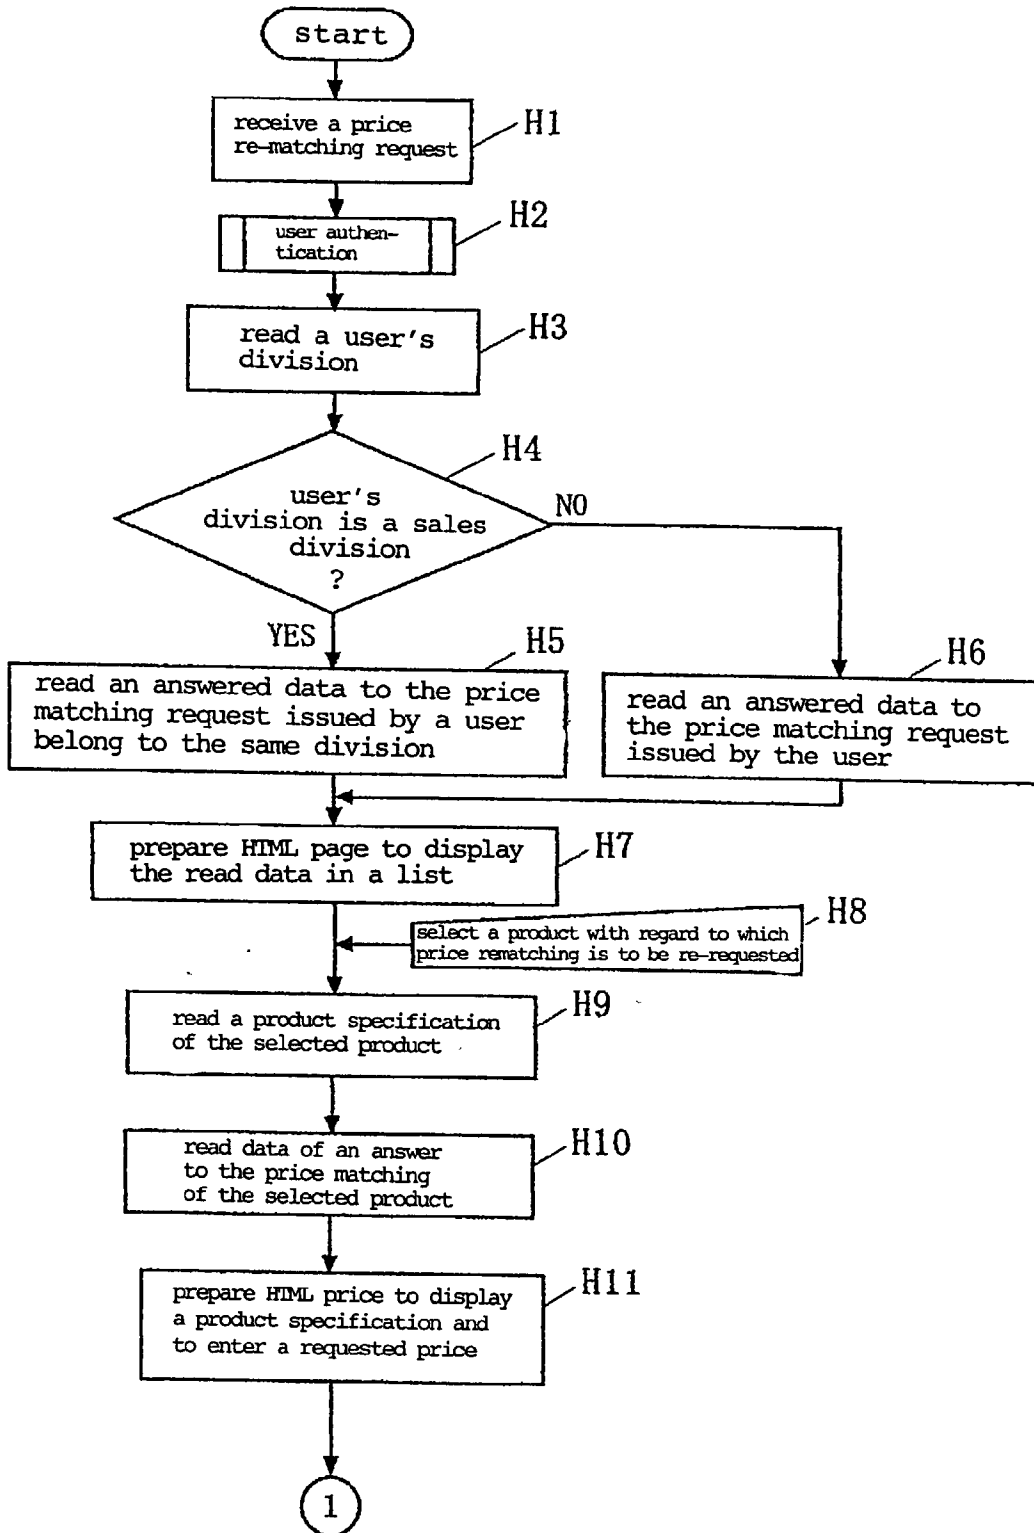 start
receive a price
re-matching request
H1
user authen-
tication
H2
read a user's
division
H3
H4
user's
division is a sales
division
?
NO
YES
H5
read an answered data to the price
matching request issued by a user
belong to the same division
H6
read an answered data to
the price matching request
issued by the user
prepare HTML page to display
the read data in a list
H7
H8
select a product with regard to which
price rematching is to be re-requested
read a product specification
of the selected product
H9
read data of an answer
to the price matching
of the selected product
H10
prepare HTML price to display
a product specification and
to enter a requested price
H11
1